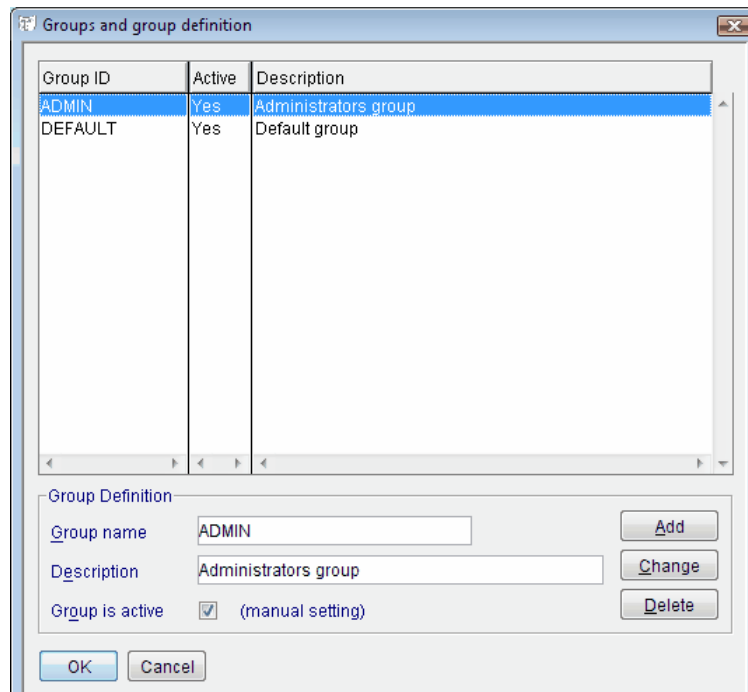 Groups and group definition
Group ID Active Description
ADMIN Yes Administrators group
DEFAULT Yes Default group
Group Definition
Group name ADMIN Add
Description Administrators group Change
Group is active (manual setting) Delete
OK Cancel